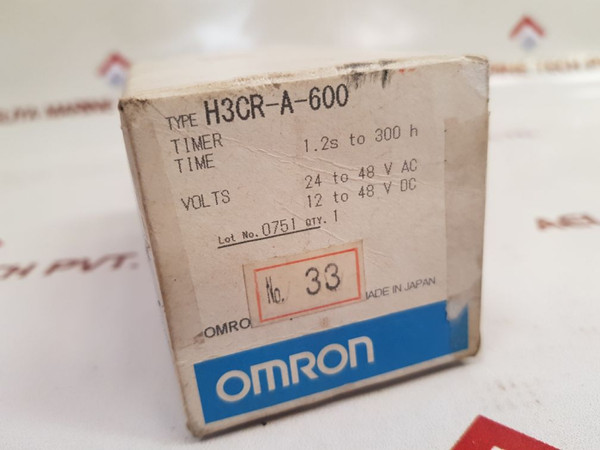 TYPE H3CR-A-600
TIMER
TIME 1.2s to 300 h
VOLTS 24 to 48 V AC
12 to 48 V DC
Lot No. 0751 QTY. 1
No. 33
OMRO
MADE IN JAPAN
OMRON